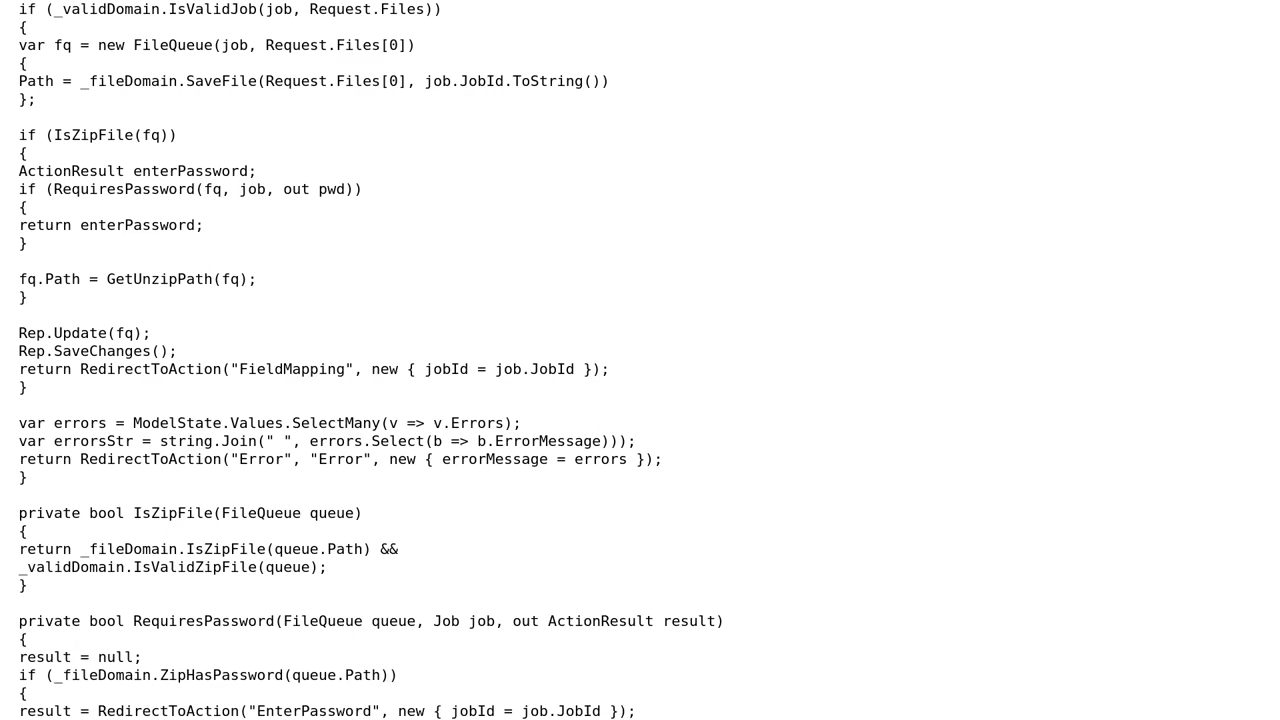 if (_validDomain.IsValidJob(job, Request.Files))
{
var fq = new FileQueue(job, Request.Files[0])
{
Path = _fileDomain.SaveFile(Request.Files[0], job.JobId.ToString())
};
if (IsZipFile(fq))
{
ActionResult enterPassword;
if (RequiresPassword(fq, job, out pwd))
{
return enterPassword;
}
fq.Path = GetUnzipPath(fq);
}
Rep.Update(fq);
Rep.SaveChanges();
return RedirectToAction("FieldMapping", new { jobId = job.JobId });
}
var errors = ModelState.Values.SelectMany(v => v.Errors);
var errorsStr = string.Join(" ", errors.Select(b => b.ErrorMessage)));
return RedirectToAction("Error", "Error", new { errorMessage = errors });
}
private bool IsZipFile(FileQueue queue)
{
return _fileDomain.IsZipFile(queue.Path) &&
_validDomain.IsValidZipFile(queue);
}
private bool RequiresPassword(FileQueue queue, Job job, out ActionResult result)
{
result = null;
if (_fileDomain.ZipHasPassword(queue.Path))
{
result = RedirectToAction("EnterPassword", new { jobId = job.JobId });